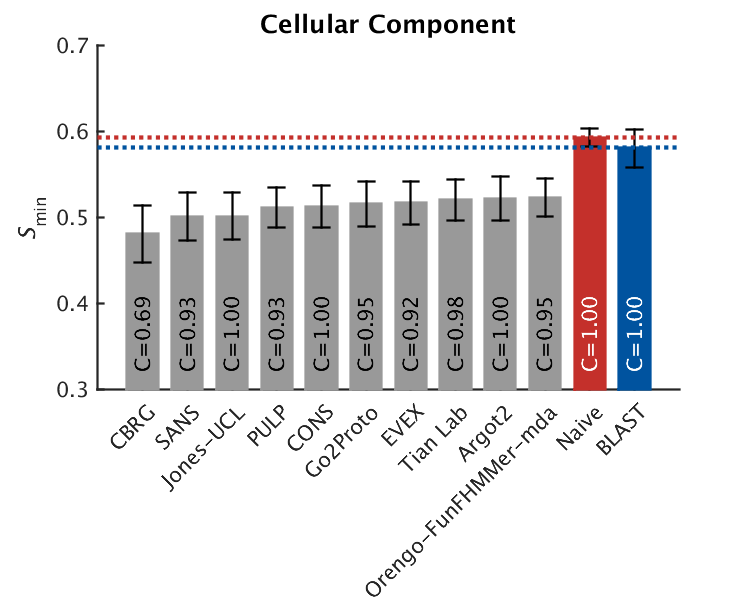 Cellular Component
0.7
0.6
0.5
0.4
0.3
Smin
C=0.69
C=0.93
C=1.00
C=0.93
C=1.00
C=0.95
C=0.92
C=0.98
C=1.00
C=0.95
C=1.00
C=1.00
CBRG
SANS
Jones-UCL
PULP
CONS
Go2Proto
EVEX
Tian Lab
Argot2
Orengo-FunFHMMer-mda
Naive
BLAST